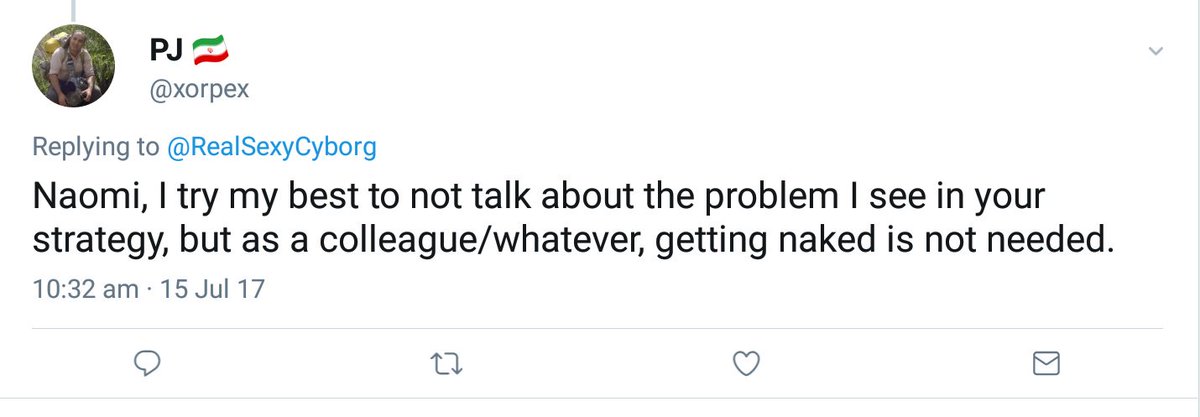 PJ 🇮🇷
@xorpex
Replying to @RealSexyCyborg
Naomi, I try my best to not talk about the problem I see in your
strategy, but as a colleague/whatever, getting naked is not needed.
10:32 am · 15 Jul 17